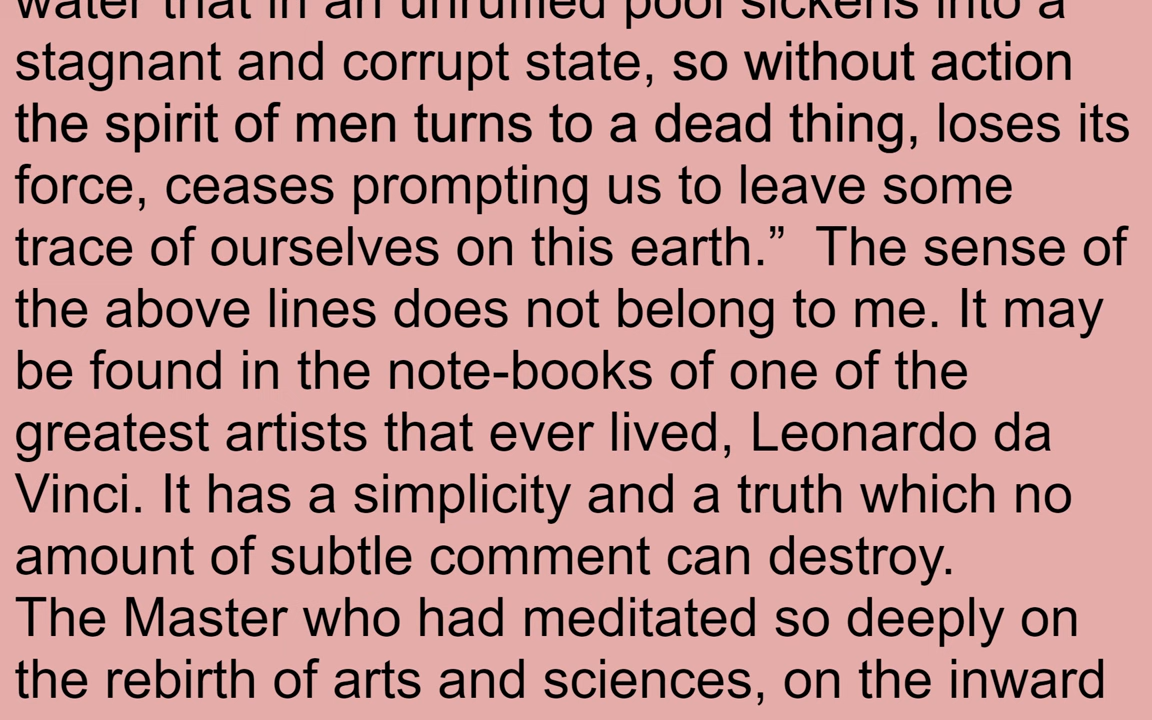 water that in an unruffled pool sickens into a
stagnant and corrupt state, so without action
the spirit of men turns to a dead thing, loses its
force, ceases prompting us to leave some
trace of ourselves on this earth.”  The sense of
the above lines does not belong to me. It may
be found in the note-books of one of the
greatest artists that ever lived, Leonardo da
Vinci. It has a simplicity and a truth which no
amount of subtle comment can destroy.
The Master who had meditated so deeply on
the rebirth of arts and sciences, on the inward